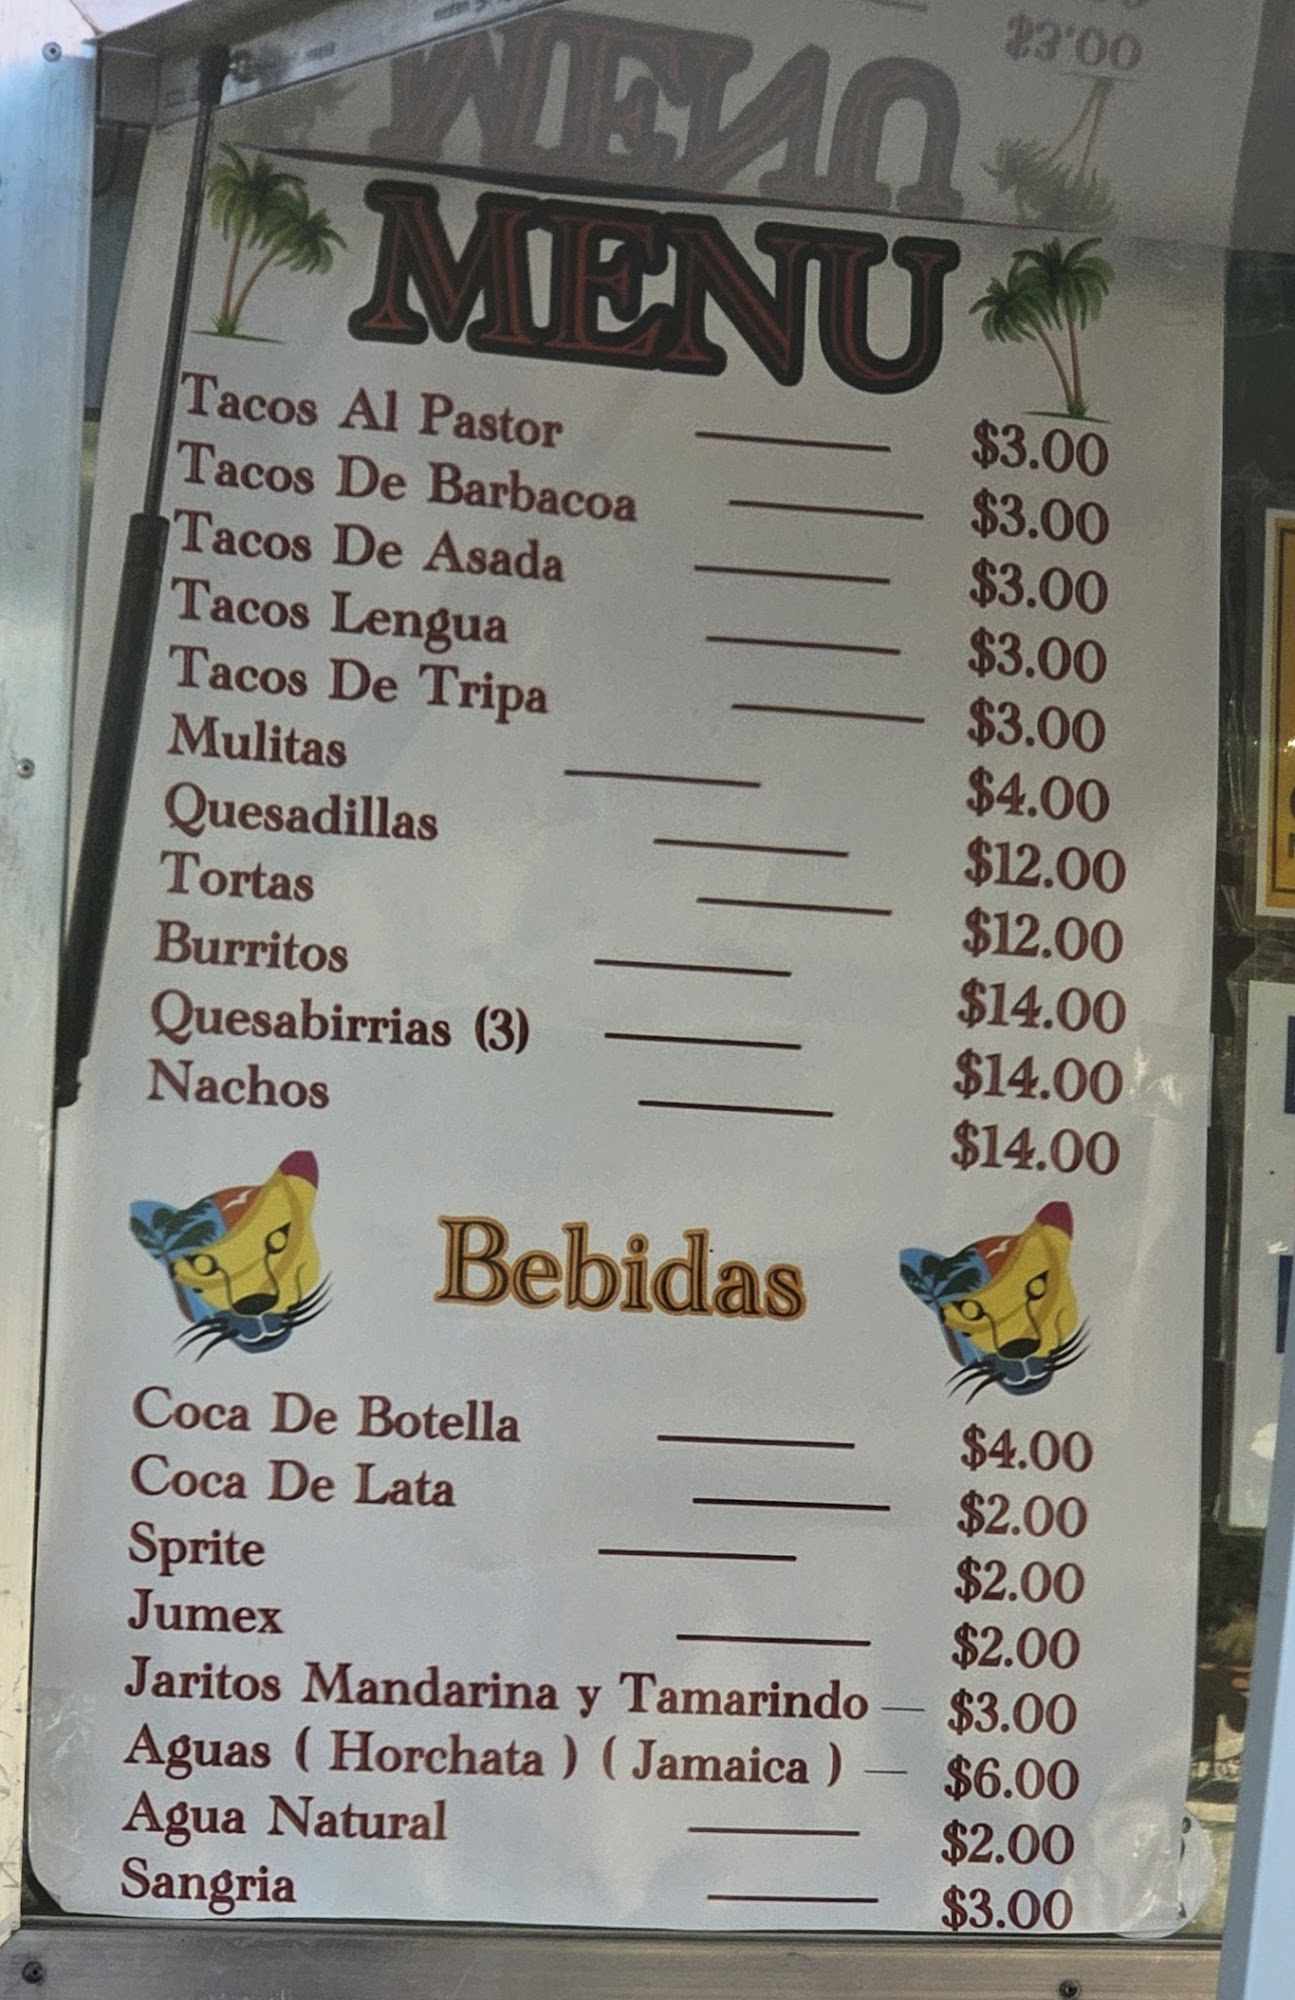 MENU
Tacos Al Pastor $3.00
Tacos De Barbacoa $3.00
Tacos De Asada $3.00
Tacos Lengua $3.00
Tacos De Tripa $3.00
Mulitas $4.00
Quesadillas $12.00
Tortas $12.00
Burritos $14.00
Quesabirrias (3) $14.00
Nachos $14.00
Bebidas
Coca De Botella $4.00
Coca De Lata $2.00
Sprite $2.00
Jumex $2.00
Jaritos Mandarina y Tamarindo — $3.00
Aguas ( Horchata ) ( Jamaica ) — $6.00
Agua Natural $2.00
Sangria $3.00